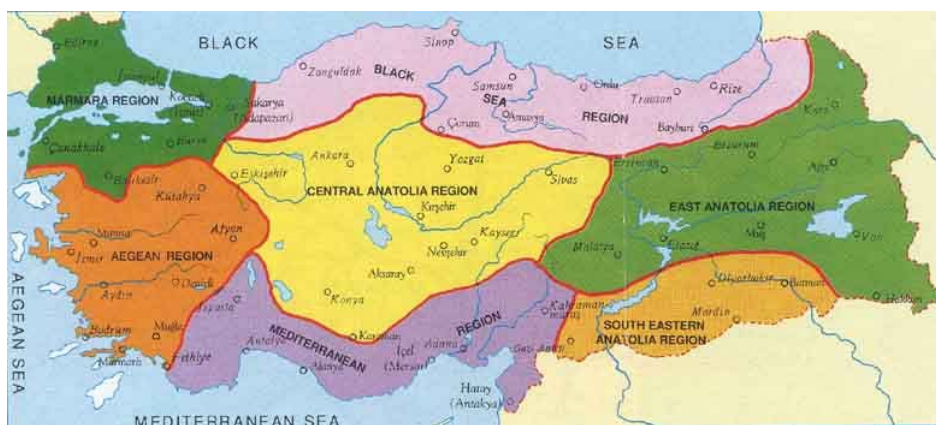 BLACK
SEA
Edirne
Sinop
Zonguldak
BLACK
Samsun
Ordu
Trabzon
Rize
MARMARA REGION
Kocaeli
Sakarya
(Adapazarı)
SEA
Amasya
REGION
Kars
Çorum
Bayburt
Çanakkale
Bursa
Ankara
Yozgat
Erzincan
Erzurum
Ağrı
Balıkesir
Eskişehir
Kütahya
CENTRAL ANATOLIA REGION
Sivas
Kırşehir
EAST ANATOLIA REGION
Manisa
Afyon
Kayseri
Muş
Van
İzmir
AEGEAN REGION
Nevşehir
Malatya
Elazığ
Aksaray
Aydın
Denizli
Isparta
Konya
Diyarbakır
Batman
Hakkari
AEGEAN SEA
Bodrum
Muğla
MEDITERRANEAN
REGION
Kahraman
maraş
Mardin
SOUTH EASTERN
ANATOLIA REGION
Marmaris
Fethiye
Antalya
Karaman
İçel
(Mersin)
Adana
Gazi Antep
Alanya
Hatay
(Antakya)
MEDITERRANEAN SEA